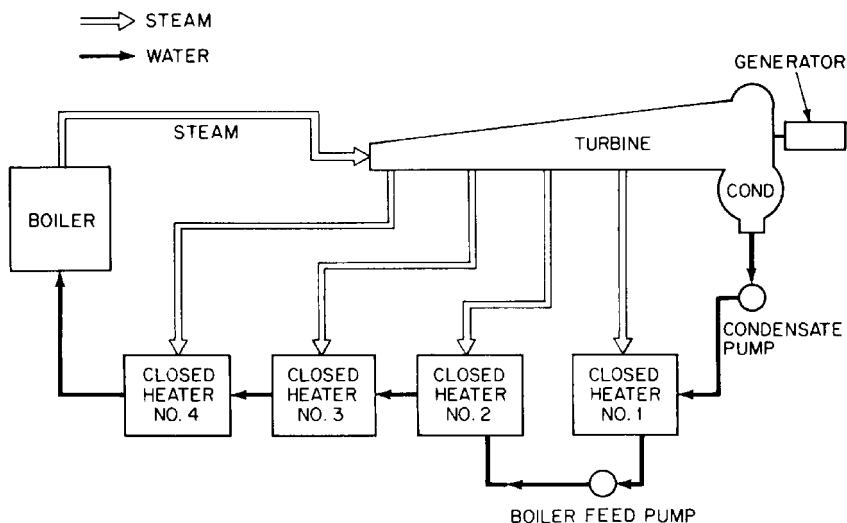 STEAM
WATER
GENERATOR
STEAM
TURBINE
BOILER
COND
CONDENSATE
PUMP
CLOSED
HEATER
NO. 4
CLOSED
HEATER
NO. 3
CLOSED
HEATER
NO. 2
CLOSED
HEATER
NO. 1
BOILER FEED PUMP